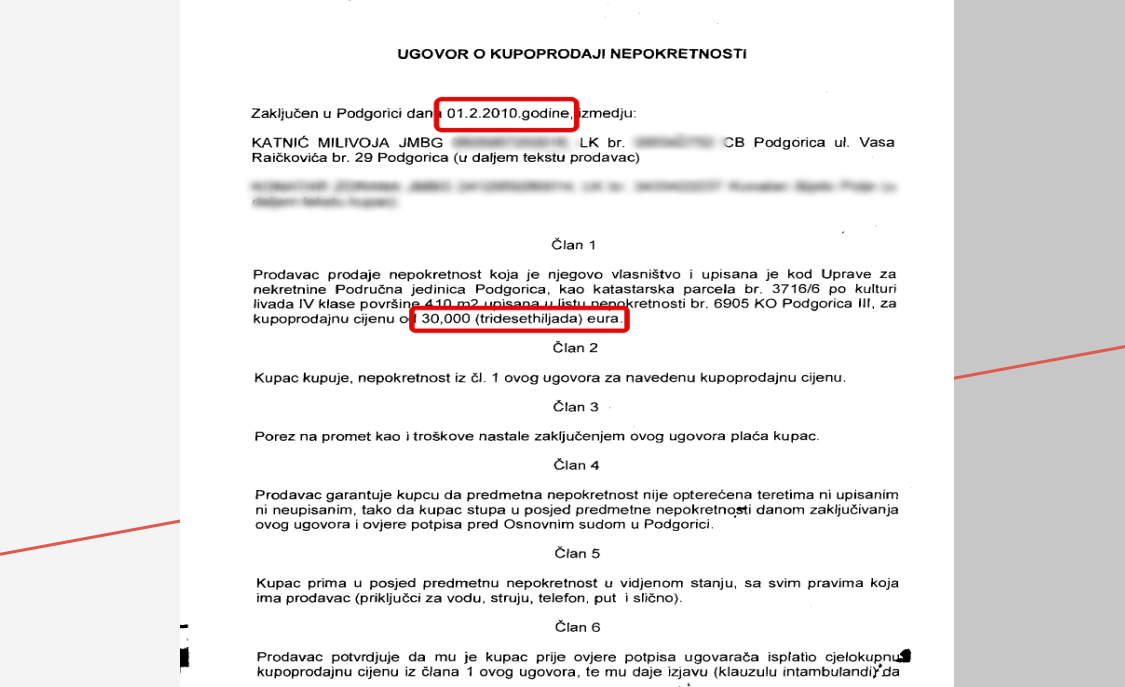 UGOVOR O KUPOPRODAJI NEPOKRETNOSTI
Zaključen u Podgorici dana 01.2.2010.godine, izmedju:
KATNIĆ MILIVOJA JMBG LK br. CB Podgorica ul. Vasa
Raičkovića br. 29 Podgorica (u daljem tekstu prodavac)
Član 1
Prodavac prodaje nepokretnost koja je njegovo vlasništvo i upisana je kod Uprave za
nekretnine Područna jedinica Podgorica, kao katastarska parcela br. 3716/6 po kulturi
livada IV klase površine 410 m2 upisana u listu nepokretnosti br. 6905 KO Podgorica III, za
kupoprodajnu cijenu od 30,000 (tridesethiljada) eura.
Član 2
Kupac kupuje, nepokretnost iz čl. 1 ovog ugovora za navedenu kupoprodajnu cijenu.
Član 3
Porez na promet kao i troškove nastale zaključenjem ovog ugovora plaća kupac.
Član 4
Prodavac garantuje kupcu da predmetna nepokretnost nije opterećena teretima ni upisanim
ni neupisanim, tako da kupac stupa u posjed predmetne nepokretnosti danom zaključivanja
ovog ugovora i ovjere potpisa pred Osnovnim sudom u Podgorici.
Član 5
Kupac prima u posjed predmetnu nepokretnost u vidjenom stanju, sa svim pravima koja
ima prodavac (priključci za vodu, struju, telefon, put i slično).
Član 6
Prodavac potvrdjuje da mu je kupac prije ovjere potpisa ugovarača isplatio cjelokupnu
kupoprodajnu cijenu iz člana 1 ovog ugovora, te mu daje izjavu (klauzulu intambulandi) da